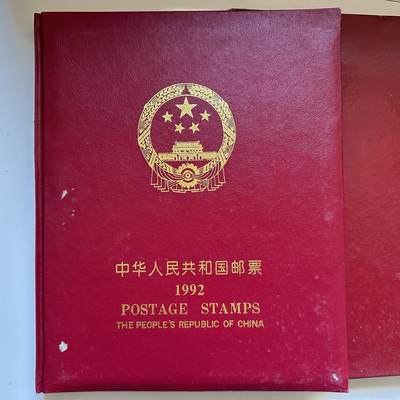 中华人民共和国邮票
1992
POSTAGE STAMPS
THE PEOPLE'S REPUBLIC OF CHINA